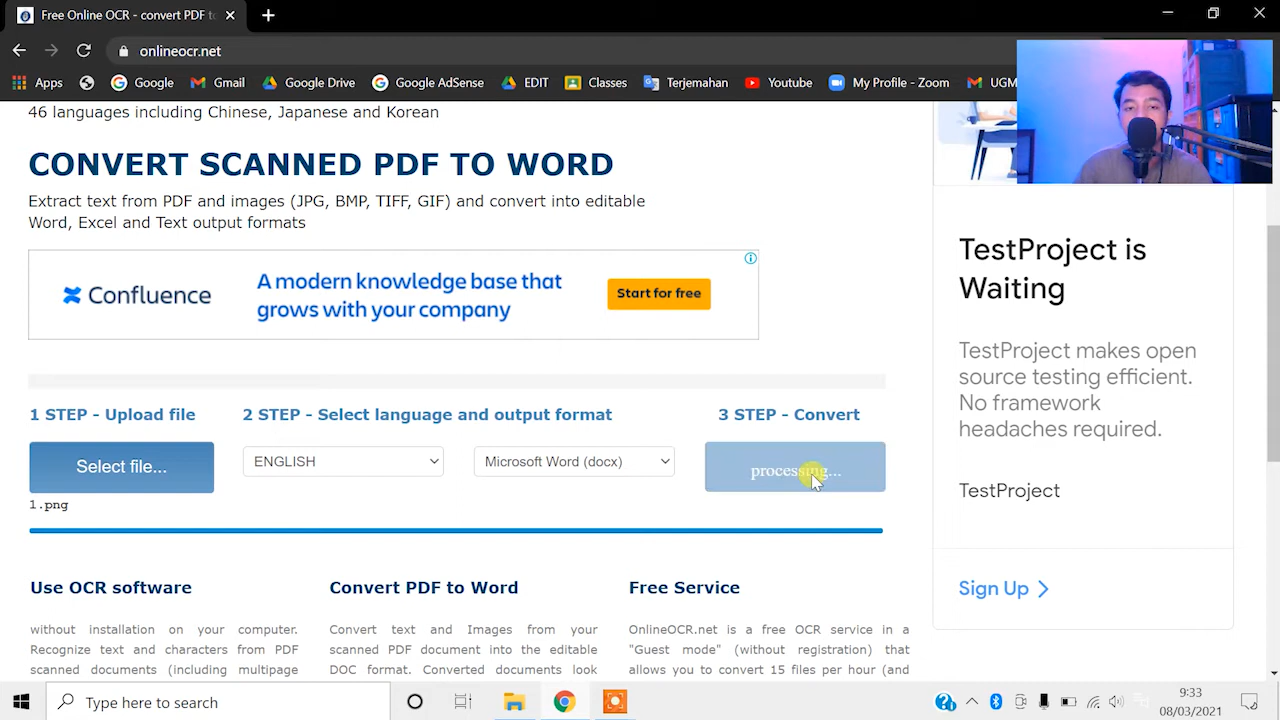 Free Online OCR - convert PDF to
onlineocr.net
Apps
Google
Gmail
Google Drive
Google AdSense
EDIT
Classes
Terjemahan
Youtube
My Profile - Zoom
UGM
46 languages including Chinese, Japanese and Korean
CONVERT SCANNED PDF TO WORD
Extract text from PDF and images (JPG, BMP, TIFF, GIF) and convert into editable
Word, Excel and Text output formats
Confluence
A modern knowledge base that
grows with your company
Start for free
1 STEP - Upload file
2 STEP - Select language and output format
3 STEP - Convert
Select file...
ENGLISH
Microsoft Word (docx)
processing...
1.png
Use OCR software
without installation on your computer.
Recognize text and characters from PDF
scanned documents (including multipage
Convert PDF to Word
Convert text and Images from your
scanned PDF document into the editable
DOC format. Converted documents look
Free Service
OnlineOCR.net is a free OCR service in a
"Guest mode" (without registration) that
allows you to convert 15 files per hour (and
TestProject is
Waiting
TestProject makes open
source testing efficient.
No framework
headaches required.
TestProject
Sign Up
Type here to search
9:33
08/03/2021